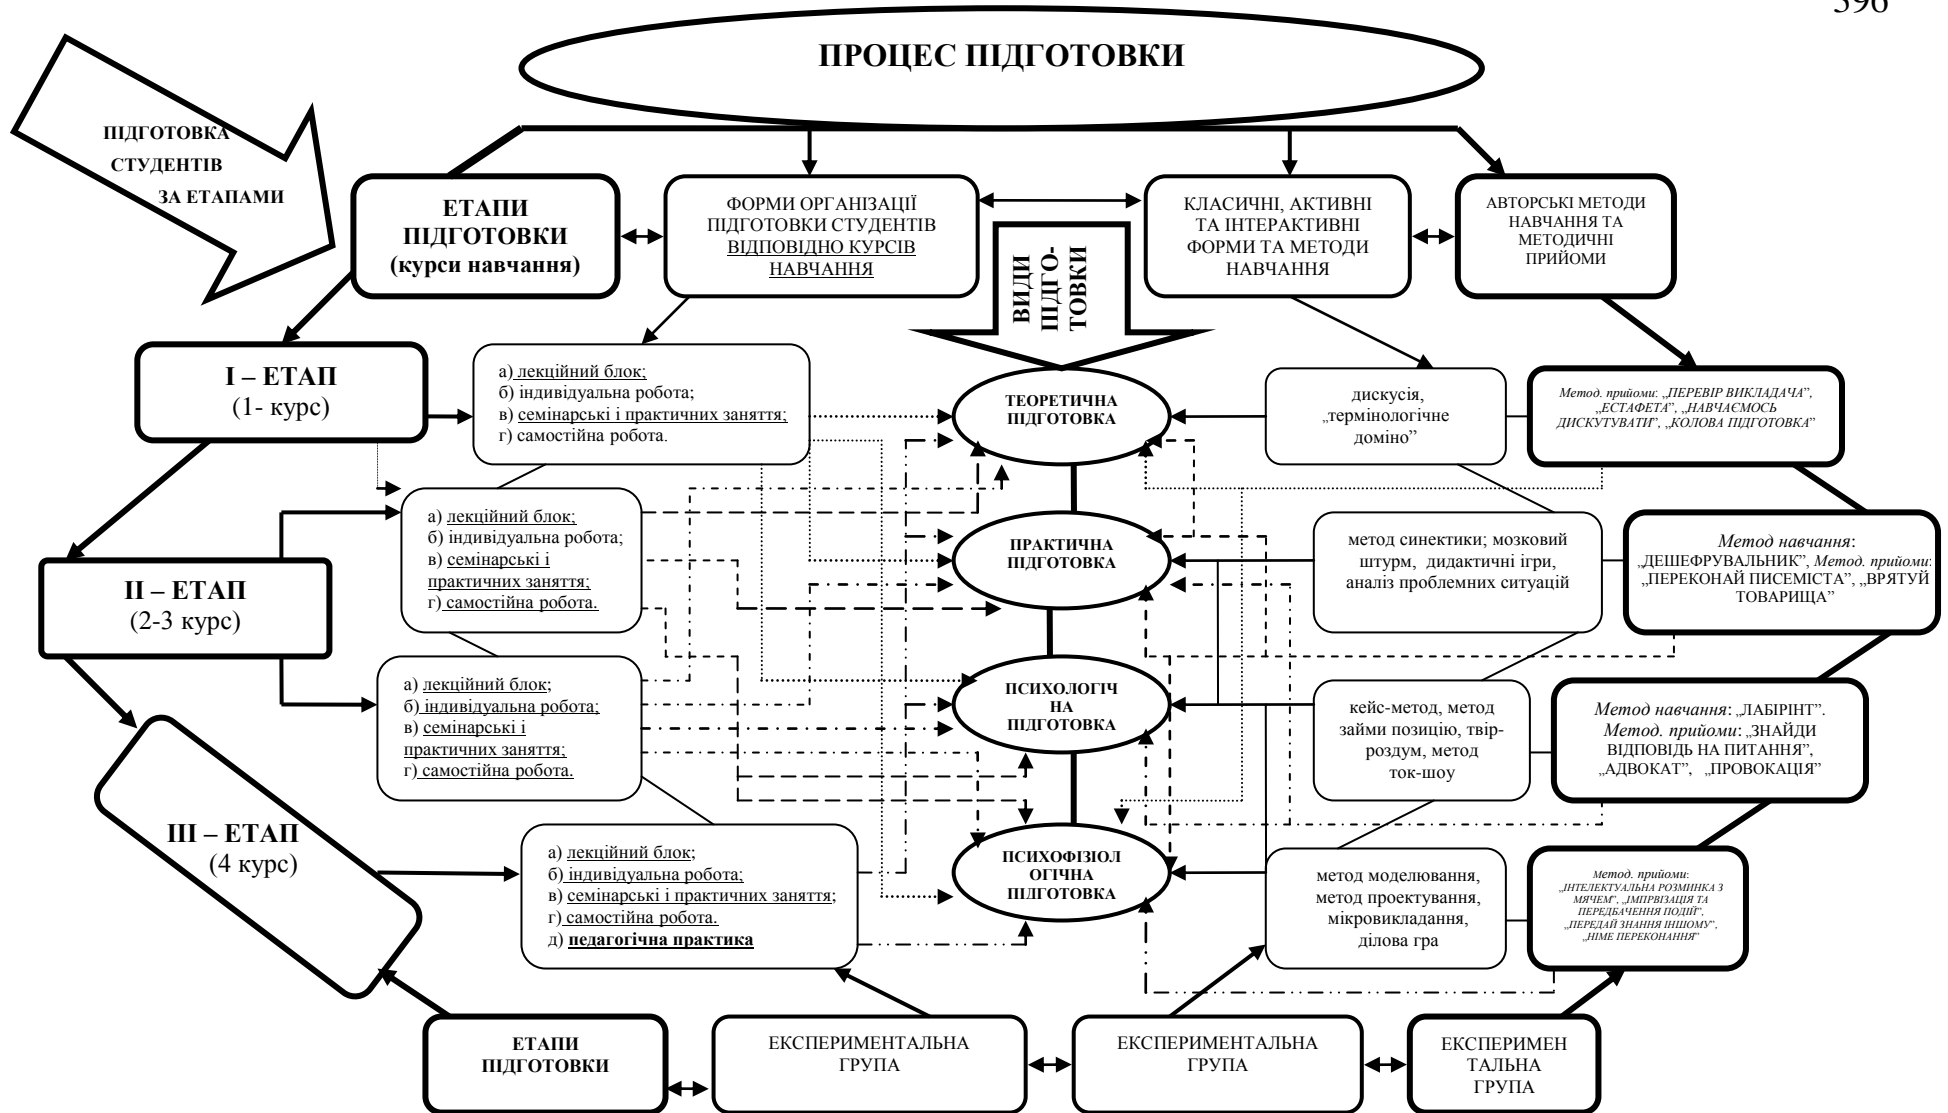 396
ПРОЦЕС ПІДГОТОВКИ
ПІДГОТОВКА
СТУДЕНТІВ
ЗА ЕТАПАМИ
ЕТАПИ
ПІДГОТОВКИ
(курси навчання)
ФОРМИ ОРГАНІЗАЦІЇ
ПІДГОТОВКИ СТУДЕНТІВ
ВІДПОВІДНО КУРСІВ
НАВЧАННЯ
КЛАСИЧНІ, АКТИВНІ
ТА ІНТЕРАКТИВНІ
ФОРМИ ТА МЕТОДИ
НАВЧАННЯ
АВТОРСЬКІ МЕТОДИ
НАВЧАННЯ ТА
МЕТОДИЧНІ
ПРИЙОМИ
ВИДИ
ПІДГО-
ТОВКИ
І – ЕТАП
(1- курс)
а) лекційний блок;
б) індивідуальна робота;
в) семінарські і практичних заняття;
г) самостійна робота.
ТЕОРЕТИЧНА
ПІДГОТОВКА
дискусія,
„термінологічне
доміно”
Метод. прийоми: „ПЕРЕВІР ВИКЛАДАЧА”,
„ЕСТАФЕТА”, „НАВЧАЄМОСЬ
ДИСКУТУВАТИ”, „КОЛОВА ПІДГОТОВКА”
ІІ – ЕТАП
(2-3 курс)
а) лекційний блок;
б) індивідуальна робота;
в) семінарські і
практичних заняття;
г) самостійна робота.
ПРАКТИЧНА
ПІДГОТОВКА
метод синектики; мозковий
штурм, дидактичні ігри,
аналіз проблемних ситуацій
Метод навчання:
„ДЕШЕФРУВАЛЬНИК”, Метод. прийоми:
„ПЕРЕКОНАЙ ПИСЕМІСТА”, „ВРЯТУЙ
ТОВАРИЩА”
а) лекційний блок;
б) індивідуальна робота;
в) семінарські і
практичних заняття;
г) самостійна робота.
ПСИХОЛОГІЧ
НА
ПІДГОТОВКА
кейс-метод, метод
займи позицію, твір-
роздум, метод
ток-шоу
Метод навчання: „ЛАБІРІНТ”.
Метод. прийоми: „ЗНАЙДИ
ВІДПОВІДЬ НА ПИТАННЯ”,
„АДВОКАТ”, „ПРОВОКАЦІЯ”
ІІІ – ЕТАП
(4 курс)
а) лекційний блок;
б) індивідуальна робота;
в) семінарські і практичних заняття;
г) самостійна робота.
д) педагогічна практика
ПСИХОФІЗІОЛ
ОГІЧНА
ПІДГОТОВКА
метод моделювання,
метод проектування,
мікровикладання,
ділова гра
Метод. прийоми:
„ІНТЕЛЕКТУАЛЬНА РОЗМИНКА З
МЯЧЕМ”, „ІМПРВІЗАЦІЯ ТА
ПЕРЕДБАЧЕННЯ ПОДІЙ”,
„ПЕРЕДАЙ ЗНАННЯ ІНШОМУ”,
„НІМЕ ПЕРЕКОНАННЯ”
ЕТАПИ
ПІДГОТОВКИ
ЕКСПЕРИМЕНТАЛЬНА
ГРУПА
ЕКСПЕРИМЕНТАЛЬНА
ГРУПА
ЕКСПЕРИМЕН
ТАЛЬНА
ГРУПА